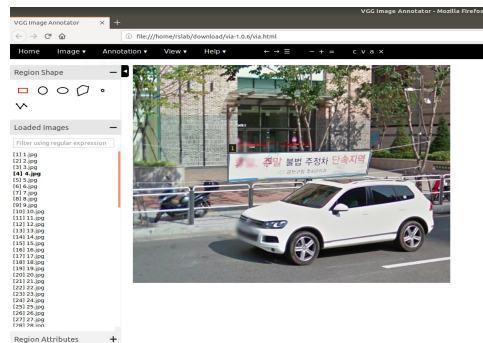 VGG Image Annotator - Mozilla Firefox
VGG Image Annotator × +
file:///home/rslab/download/via-1.0.6/via.html
Home Image ▾ Annotation ▾ View ▾ Help ▾ ← → ☰ − + = c v a ×
Region Shape −
Loaded Images −
Filter using regular expression
[1] 1.jpg
[2] 2.jpg
[3] 3.jpg
[4] 4.jpg
[5] 5.jpg
[6] 6.jpg
[7] 7.jpg
[8] 8.jpg
[9] 9.jpg
[10] 10.jpg
[11] 11.jpg
[12] 12.jpg
[13] 13.jpg
[14] 14.jpg
[15] 15.jpg
[16] 16.jpg
[17] 17.jpg
[18] 18.jpg
[19] 19.jpg
[20] 20.jpg
[21] 21.jpg
[22] 22.jpg
[23] 23.jpg
[24] 24.jpg
[25] 25.jpg
[26] 26.jpg
[27] 27.jpg
[28] 28.jpg
Region Attributes +
1
주말 불법 주정차 단속지역